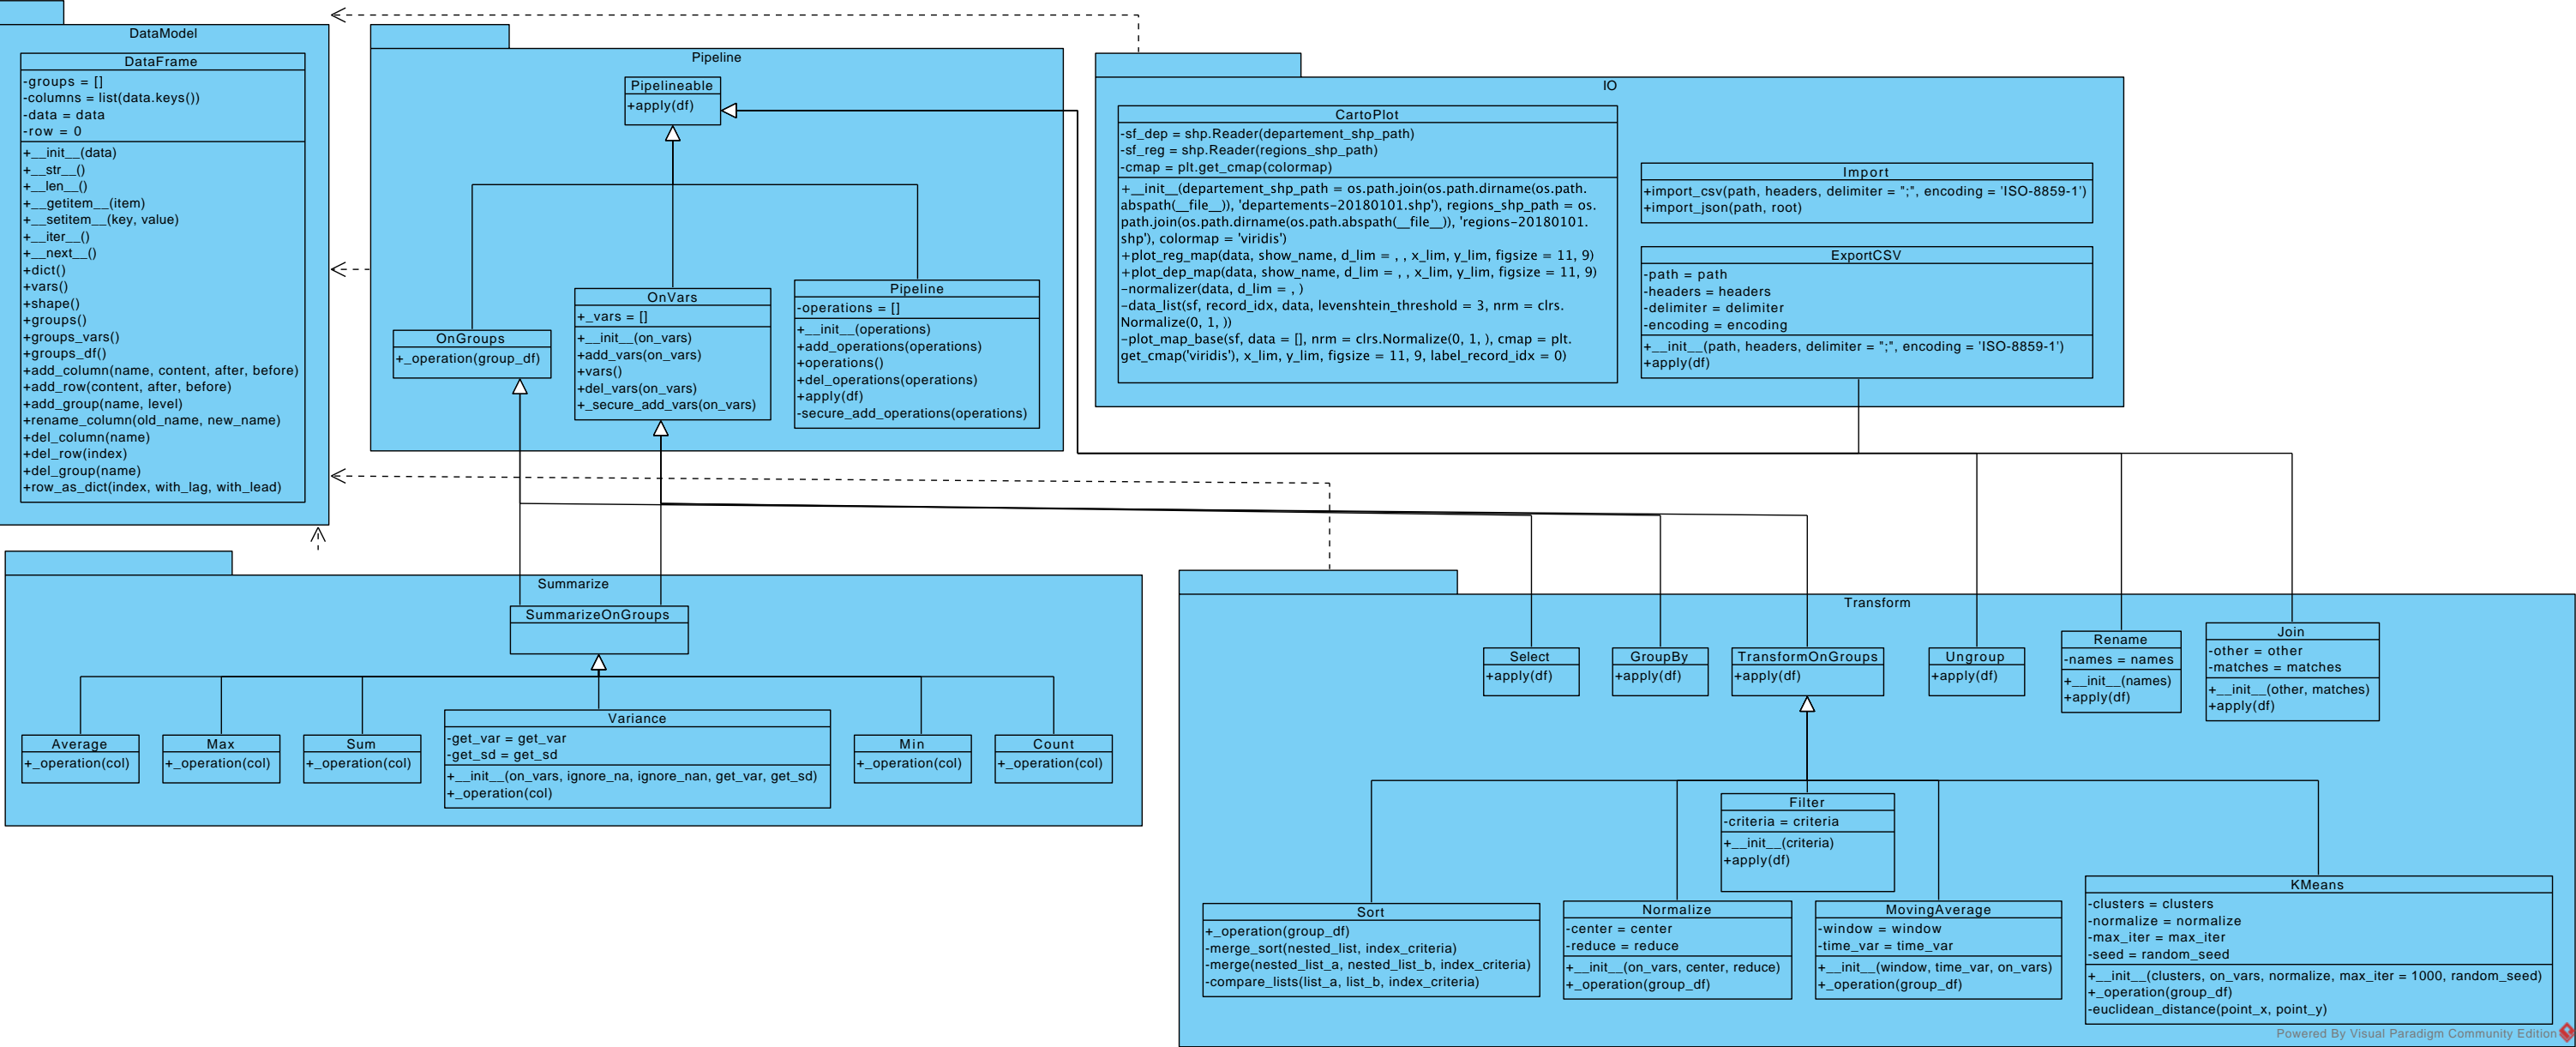 DataModel
DataFrame
-groups = []
-columns = list(data.keys())
-data = data
-row = 0
+__init__(data)
+__str__()
+__len__()
+__getitem__(item)
+__setitem__(key, value)
+__iter__()
+__next__()
+dict()
+vars()
+shape()
+groups()
+groups_vars()
+groups_df()
+add_column(name, content, after, before)
+add_row(content, after, before)
+add_group(name, level)
+rename_column(old_name, new_name)
+del_column(name)
+del_row(index)
+del_group(name)
+row_as_dict(index, with_lag, with_lead)
Pipeline
Pipelineable
+apply(df)
OnGroups
+_operation(group_df)
OnVars
+_vars = []
+__init__(on_vars)
+add_vars(on_vars)
+vars()
+del_vars(on_vars)
+_secure_add_vars(on_vars)
Pipeline
-operations = []
+__init__(operations)
+add_operations(operations)
+operations()
+del_operations(operations)
+apply(df)
-secure_add_operations(operations)
IO
CartoPlot
-sf_dep = shp.Reader(departement_shp_path)
-sf_reg = shp.Reader(regions_shp_path)
-cmap = plt.get_cmap(colormap)
+__init__(departement_shp_path = os.path.join(os.path.dirname(os.path.
abspath(__file__)), 'departements-20180101.shp'), regions_shp_path = os.
path.join(os.path.dirname(os.path.abspath(__file__)), 'regions-20180101.
shp'), colormap = 'viridis')
+plot_reg_map(data, show_name, d_lim = , , x_lim, y_lim, figsize = 11, 9)
+plot_dep_map(data, show_name, d_lim = , , x_lim, y_lim, figsize = 11, 9)
-normalizer(data, d_lim = , )
-data_list(sf, record_idx, data, levenshtein_threshold = 3, nrm = clrs.
Normalize(0, 1, ))
-plot_map_base(sf, data = [], nrm = clrs.Normalize(0, 1, ), cmap = plt.
get_cmap('viridis'), x_lim, y_lim, figsize = 11, 9, label_record_idx = 0)
Import
+import_csv(path, headers, delimiter = ";", encoding = 'ISO-8859-1')
+import_json(path, root)
ExportCSV
-path = path
-headers = headers
-delimiter = delimiter
-encoding = encoding
+__init__(path, headers, delimiter = ";", encoding = 'ISO-8859-1')
+apply(df)
Summarize
SummarizeOnGroups
Average
+_operation(col)
Max
+_operation(col)
Sum
+_operation(col)
Variance
-get_var = get_var
-get_sd = get_sd
+__init__(on_vars, ignore_na, ignore_nan, get_var, get_sd)
+_operation(col)
Min
+_operation(col)
Count
+_operation(col)
Transform
Select
+apply(df)
GroupBy
+apply(df)
TransformOnGroups
+apply(df)
Ungroup
+apply(df)
Rename
-names = names
+__init__(names)
+apply(df)
Join
-other = other
-matches = matches
+__init__(other, matches)
+apply(df)
Filter
-criteria = criteria
+__init__(criteria)
+apply(df)
Sort
+_operation(group_df)
-merge_sort(nested_list, index_criteria)
-merge(nested_list_a, nested_list_b, index_criteria)
-compare_lists(list_a, list_b, index_criteria)
Normalize
-center = center
-reduce = reduce
+__init__(on_vars, center, reduce)
+_operation(group_df)
MovingAverage
-window = window
-time_var = time_var
+__init__(window, time_var, on_vars)
+_operation(group_df)
KMeans
-clusters = clusters
-normalize = normalize
-max_iter = max_iter
-seed = random_seed
+__init__(clusters, on_vars, normalize, max_iter = 1000, random_seed)
+_operation(group_df)
-euclidean_distance(point_x, point_y)
Powered By Visual Paradigm Community Edition